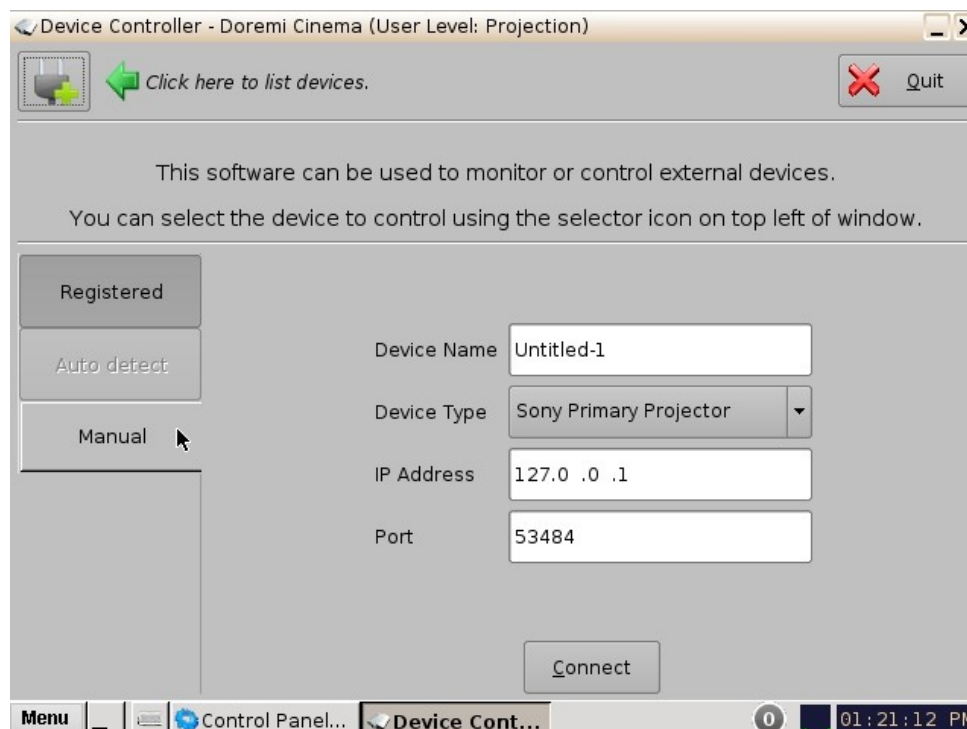 Device Controller - Doremi Cinema (User Level: Projection)
Click here to list devices.
Quit
This software can be used to monitor or control external devices.
You can select the device to control using the selector icon on top left of window.
Registered
Auto detect
Manual
Device Name Untitled-1
Device Type Sony Primary Projector
IP Address 127.0 .0 .1
Port 53484
Connect
Menu _ Control Panel... Device Cont... 0 01:21:12 PM